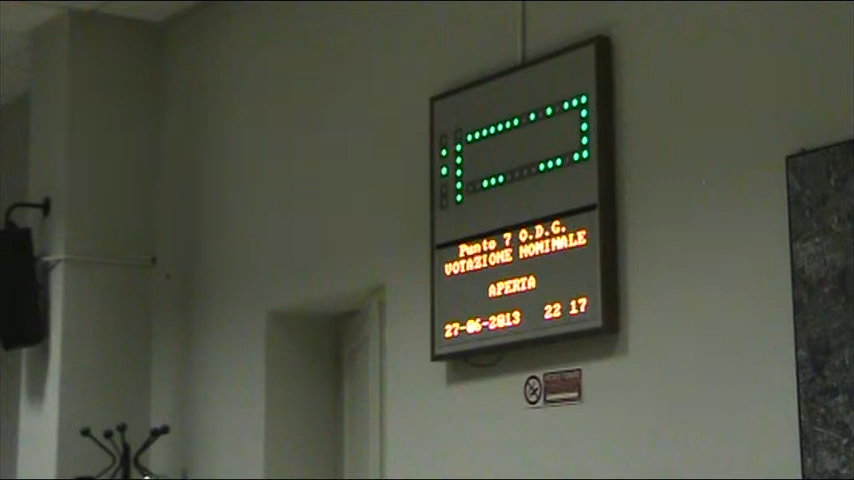 Punto 7 O.D.G.
VOTAZIONE NOMINALE
APERTA
27-06-2013 22 17